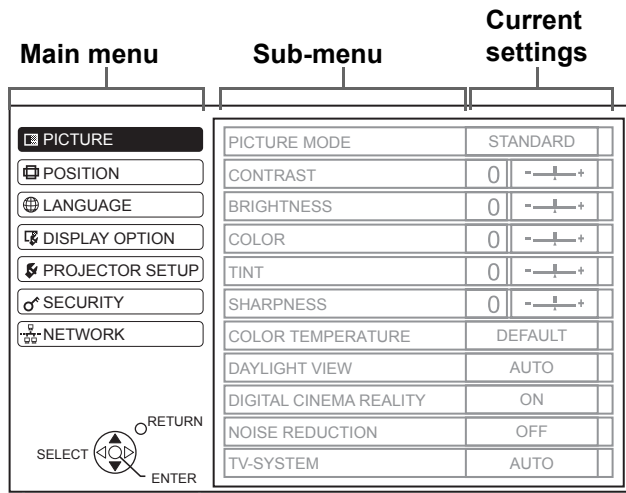 Main menu
Sub-menu
Current
settings
PICTURE
POSITION
LANGUAGE
DISPLAY OPTION
PROJECTOR SETUP
SECURITY
NETWORK
RETURN
SELECT
ENTER
PICTURE MODE STANDARD
CONTRAST 0 - +
BRIGHTNESS 0 - +
COLOR 0 - +
TINT 0 - +
SHARPNESS 0 - +
COLOR TEMPERATURE DEFAULT
DAYLIGHT VIEW AUTO
DIGITAL CINEMA REALITY ON
NOISE REDUCTION OFF
TV-SYSTEM AUTO